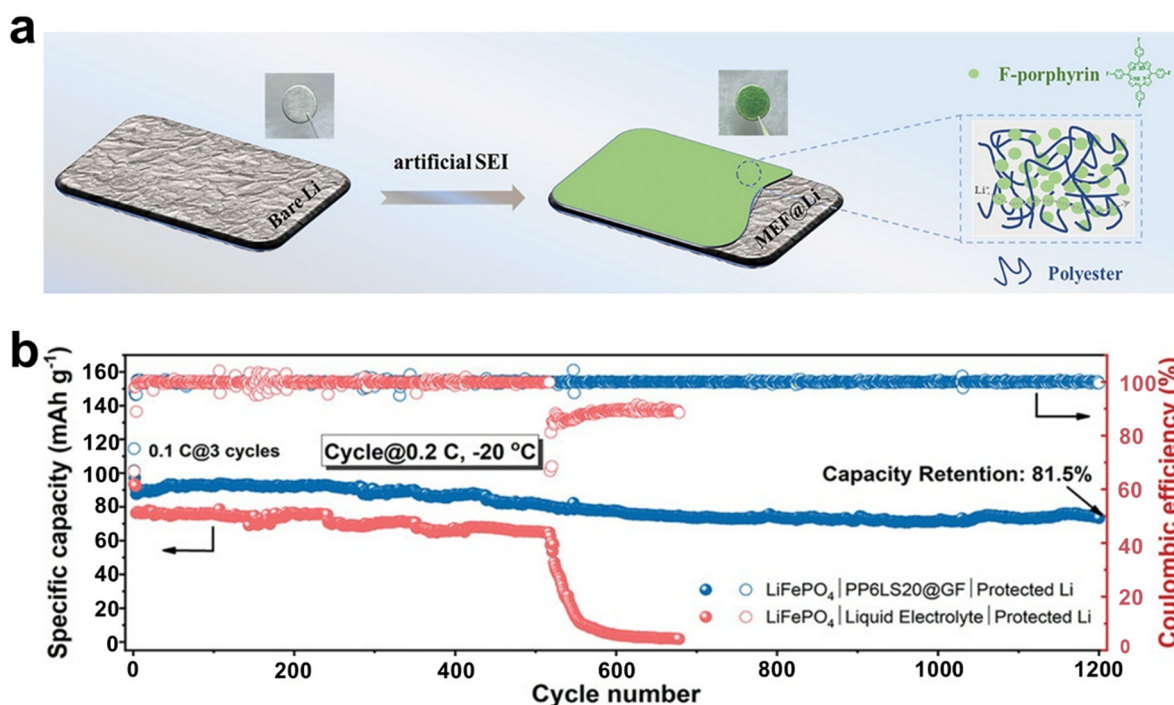 a
F-porphyrin
artificial SEI
Bare Li
MEF@Li
Li⁺
Polyester
b
Specific capacity (mAh g⁻¹)
160
140
120
100
80
60
40
20
0
0.1 C@3 cycles
Cycle@0.2 C, -20 °C
Capacity Retention: 81.5%
LiFePO₄|PP6LS20@GF|Protected Li
LiFePO₄|Liquid Electrolyte|Protected Li
100
80
60
40
20
0
Coulombic efficiency (%)
0 200 400 600 800 1000 1200
Cycle number